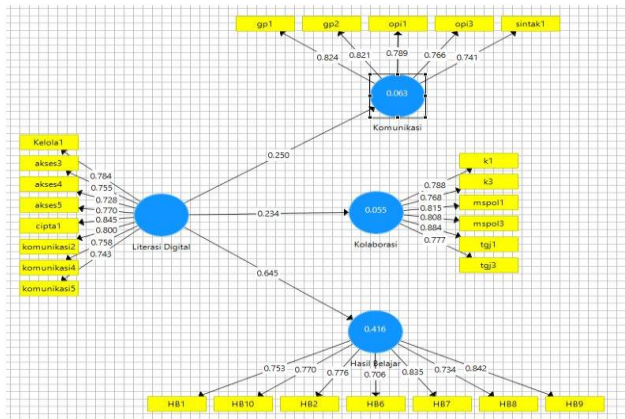 gp1 gp2 opi1 opi3 sintak1
0.824 0.821 0.789 0.766 0.741
0.063
Komunikasi
0.250
Kelola1
akses3
akses4
akses5
cipta1
komunikasi2
komunikasi4
komunikasi5
0.784
0.755
0.728
0.770
0.845
0.800
0.758
0.743
Literasi Digital
0.234
0.055
Kolaborasi
0.788
0.768
0.815
0.808
0.884
0.777
k1
k3
mspol1
mspol3
tgj1
tgj3
0.645
0.416
Hasil Belajar
0.753 0.770 0.776 0.706 0.835 0.734 0.842
HB1 HB10 HB2 HB6 HB7 HB8 HB9